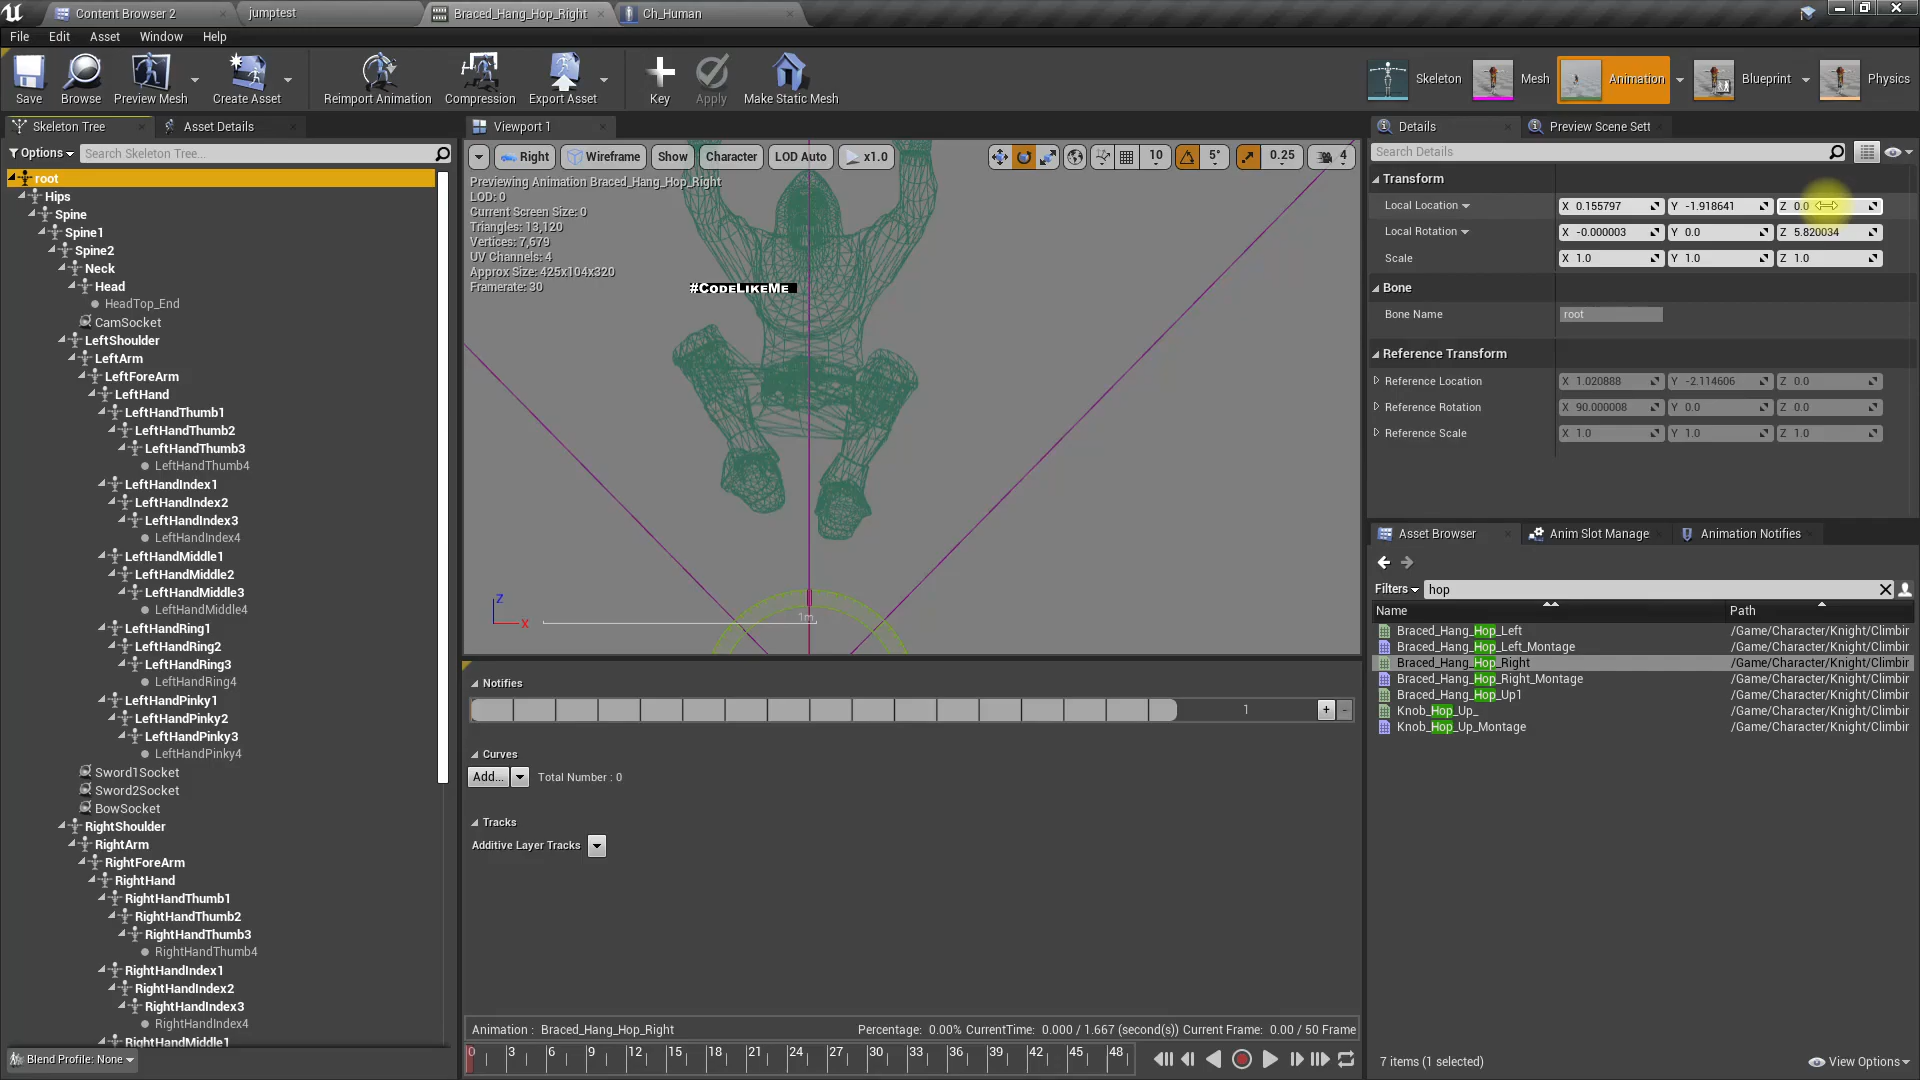 Content Browser 2
jumptest
Braced_Hang_Hop_Right
Ch_Human
File Edit Asset Window Help
Save
Browse
Preview Mesh
Create Asset
Reimport Animation
Compression
Export Asset
Key
Apply
Make Static Mesh
Skeleton
Mesh
Animation
Blueprint
Physics
Skeleton Tree
Asset Details
Options
Search Skeleton Tree...
root
Hips
Spine
Spine1
Spine2
Neck
Head
HeadTop_End
CamSocket
LeftShoulder
LeftArm
LeftForeArm
LeftHand
LeftHandThumb1
LeftHandThumb2
LeftHandThumb3
LeftHandThumb4
LeftHandIndex1
LeftHandIndex2
LeftHandIndex3
LeftHandIndex4
LeftHandMiddle1
LeftHandMiddle2
LeftHandMiddle3
LeftHandMiddle4
LeftHandRing1
LeftHandRing2
LeftHandRing3
LeftHandRing4
LeftHandPinky1
LeftHandPinky2
LeftHandPinky3
LeftHandPinky4
Sword1Socket
Sword2Socket
BowSocket
RightShoulder
RightArm
RightForeArm
RightHand
RightHandThumb1
RightHandThumb2
RightHandThumb3
RightHandThumb4
RightHandIndex1
RightHandIndex2
RightHandIndex3
RightHandIndex4
RightHandMiddle1
Blend Profile: None
Viewport 1
Right Wireframe Show Character LOD Auto x1.0 10 5° 0.25 4
Previewing Animation Braced_Hang_Hop_Right
LOD: 0
Current Screen Size: 0
Triangles: 13,120
Vertices: 7,679
UV Channels: 4
Approx Size: 425x104x320
Framerate: 30
#CodeLikeMe
Z
X
1m
Notifies
1 + -
Curves
Add... Total Number : 0
Tracks
Additive Layer Tracks
Animation : Braced_Hang_Hop_Right Percentage: 0.00% CurrentTime: 0.000 / 1.667 (second(s)) Current Frame: 0.00 / 50 Frame
0 3 6 9 12 15 18 21 24 27 30 33 36 39 42 45 48
Details
Preview Scene Sett
Search Details
Transform
Local Location X 0.155797 Y -1.918641 Z 0.0
Local Rotation X -0.000003 Y 0.0 Z 5.820034
Scale X 1.0 Y 1.0 Z 1.0
Bone
Bone Name root
Reference Transform
Reference Location X 1.020888 Y -2.114606 Z 0.0
Reference Rotation X 90.000008 Y 0.0 Z 0.0
Reference Scale X 1.0 Y 1.0 Z 1.0
Asset Browser
Anim Slot Manage
Animation Notifies
Filters hop
Name Path
Braced_Hang_Hop_Left /Game/Character/Knight/Climbir
Braced_Hang_Hop_Left_Montage /Game/Character/Knight/Climbir
Braced_Hang_Hop_Right /Game/Character/Knight/Climbir
Braced_Hang_Hop_Right_Montage /Game/Character/Knight/Climbir
Braced_Hang_Hop_Up1 /Game/Character/Knight/Climbir
Knob_Hop_Up_ /Game/Character/Knight/Climbir
Knob_Hop_Up_Montage /Game/Character/Knight/Climbir
7 items (1 selected)
View Options